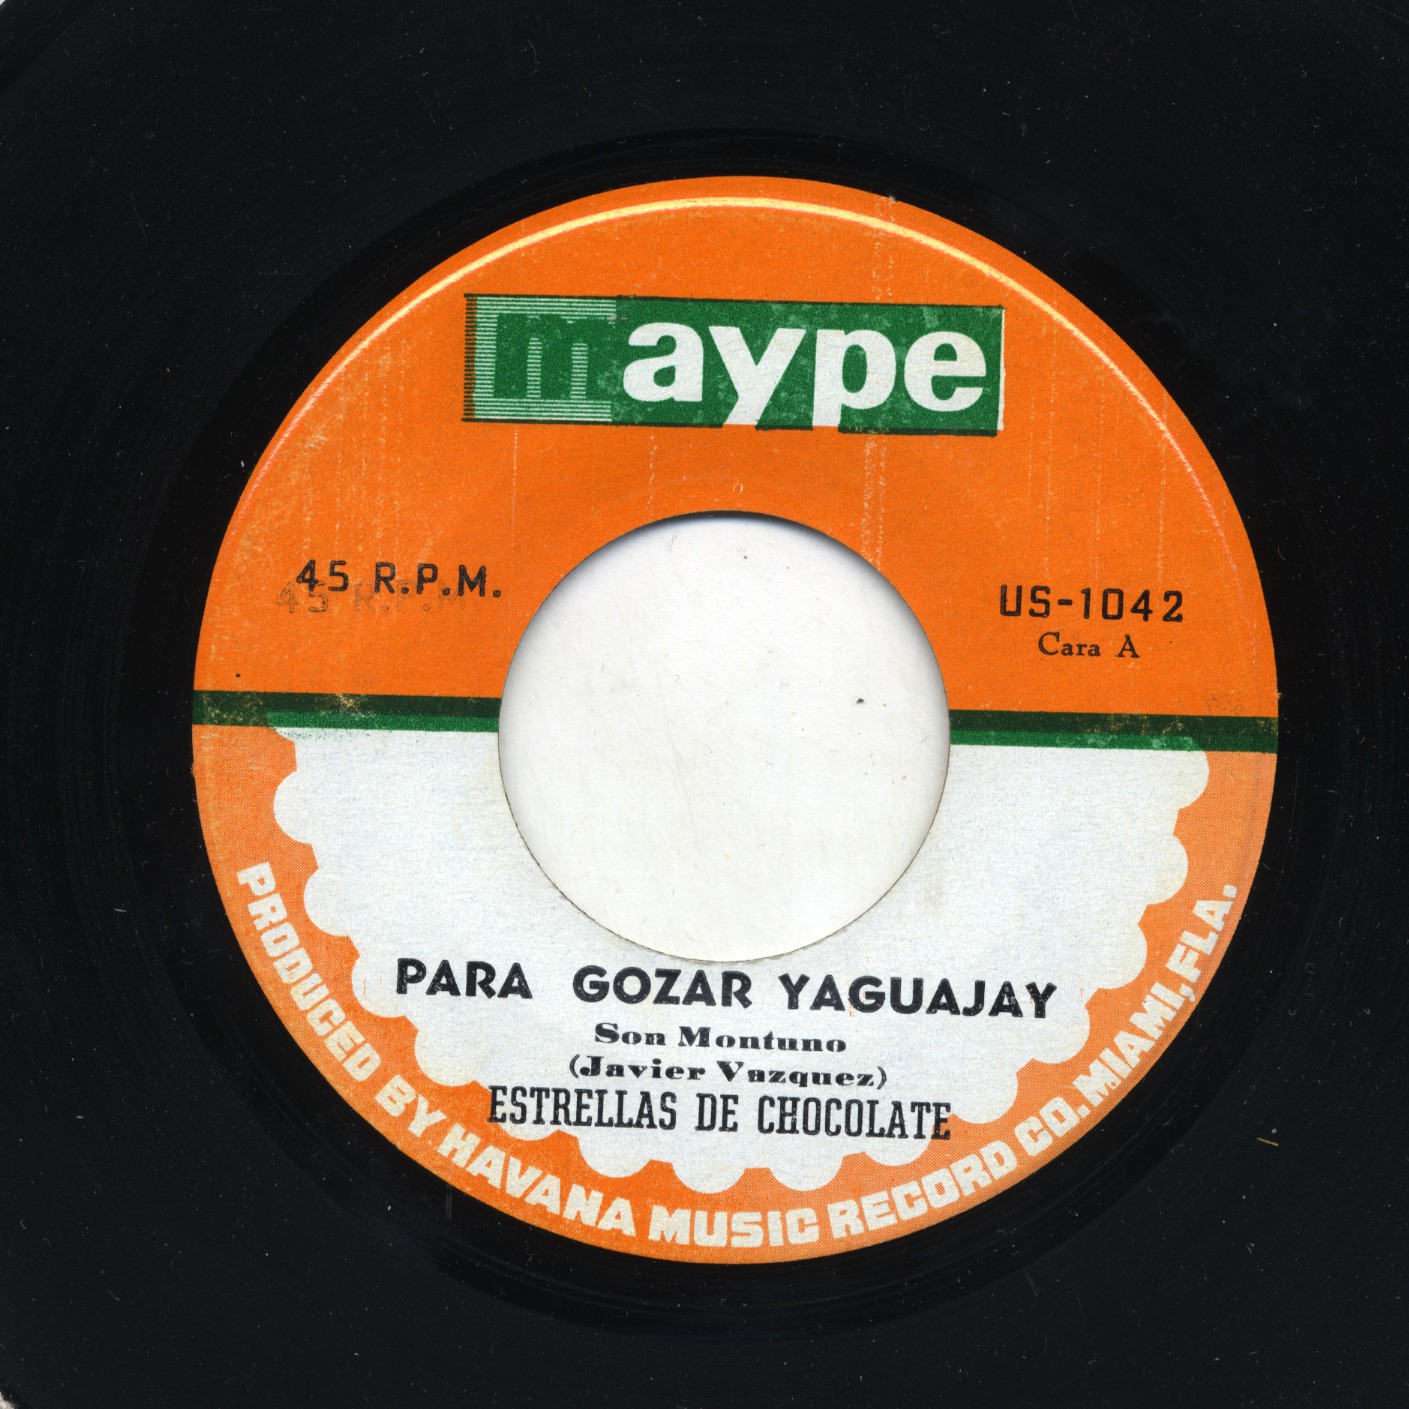 maype
45 R.P.M.
45 R.P.M
US-1042
Cara A
PARA GOZAR YAGUAJAY
Son Montuno
(Javier Vazquez)
ESTRELLAS DE CHOCOLATE
PRODUCED BY HAVANA MUSIC RECORD CO. MIAMI, FLA.